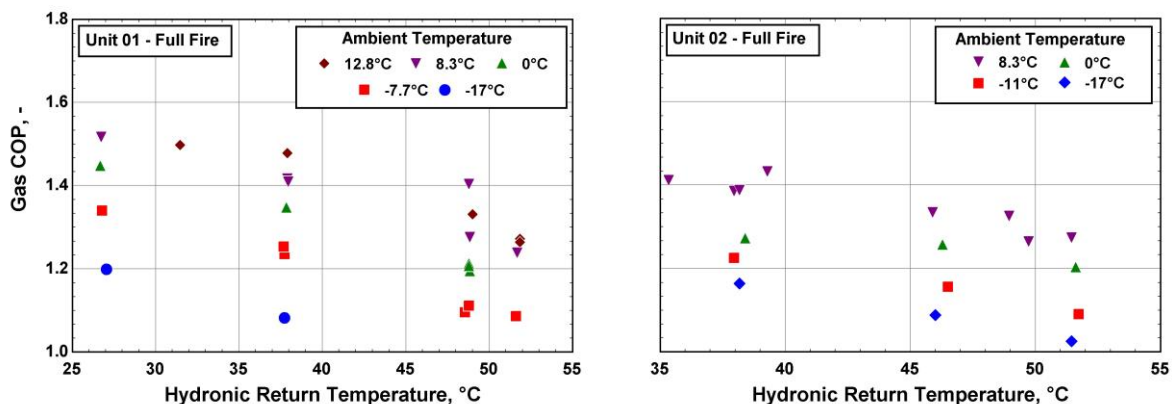 Unit 01 - Full Fire
Ambient Temperature
12.8°C 8.3°C 0°C
-7.7°C -17°C
Gas COP, -
1.8
1.6
1.4
1.2
1.0
25 30 35 40 45 50 55
Hydronic Return Temperature, °C
Unit 02 - Full Fire
Ambient Temperature
8.3°C 0°C
-11°C -17°C
35 40 45 50 55
Hydronic Return Temperature, °C